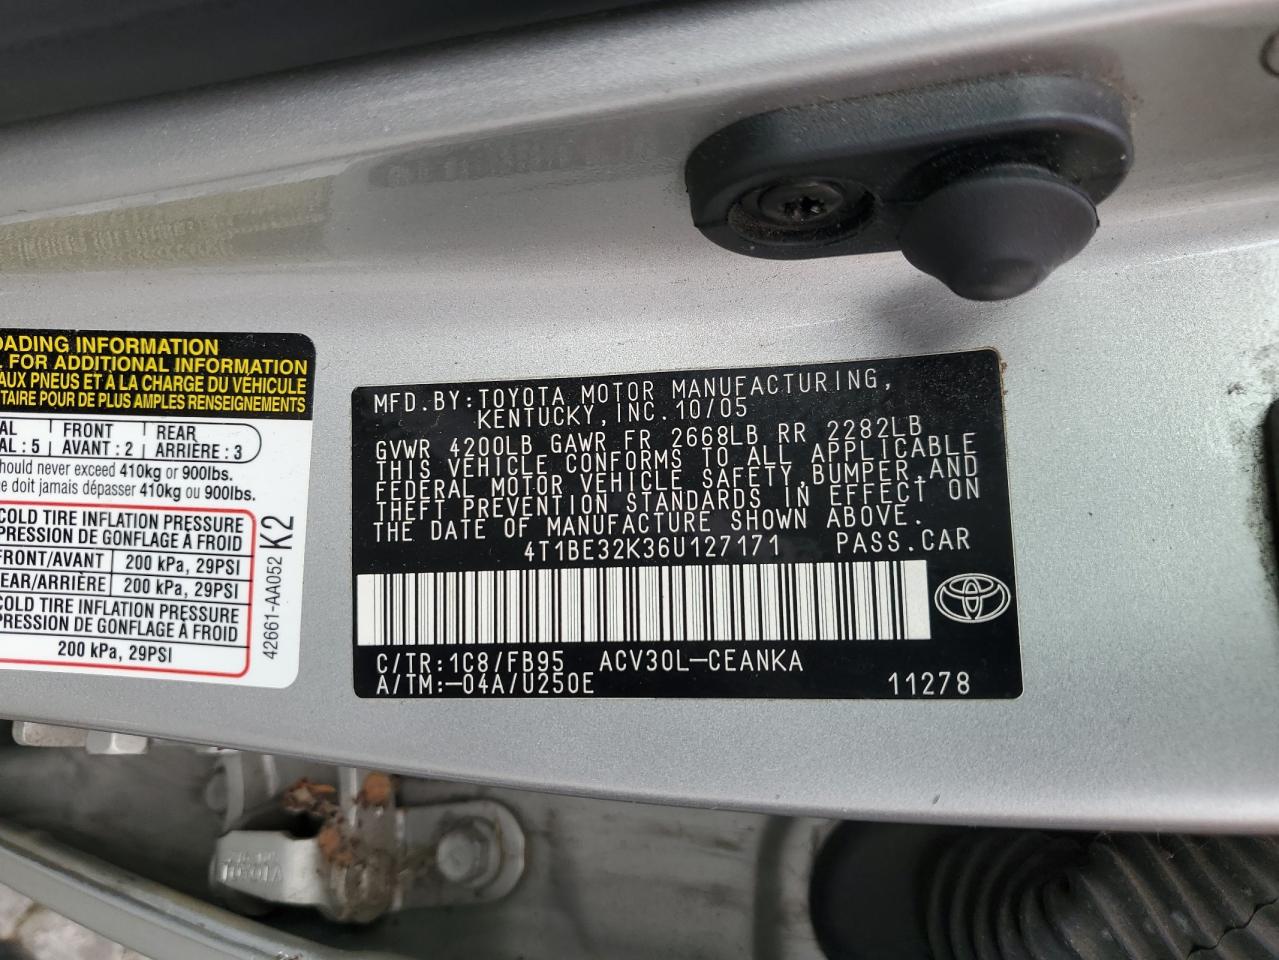 OADING INFORMATION
FOR ADDITIONAL INFORMATION
AUX PNEUS ET À LA CHARGE DU VÉHICULE
TAIRE POUR DE PLUS AMPLES RENSEIGNEMENTS
AL FRONT REAR
AL : 5 AVANT : 2 ARRIÈRE : 3
hould never exceed 410kg or 900lbs.
e doit jamais dépasser 410kg ou 900lbs.
COLD TIRE INFLATION PRESSURE
PRESSION DE GONFLAGE À FROID
FRONT/AVANT 200 kPa, 29PSI
REAR/ARRIÈRE 200 kPa, 29PSI
COLD TIRE INFLATION PRESSURE
PRESSION DE GONFLAGE À FROID
200 kPa, 29PSI
42661-AA052 K2
MFD.BY:TOYOTA MOTOR MANUFACTURING,
KENTUCKY,INC.10/05
GVWR 4200LB GAWR FR 2668LB RR 2282LB
THIS VEHICLE CONFORMS TO ALL APPLICABLE
FEDERAL MOTOR VEHICLE SAFETY,BUMPER,AND
THEFT PREVENTION STANDARDS IN EFFECT ON
THE DATE OF MANUFACTURE SHOWN ABOVE.
4T1BE32K36U127171 PASS.CAR
C/TR:1C8/FB95 ACV30L-CEANKA
A/TM:-04A/U250E 11278
TOYOTA